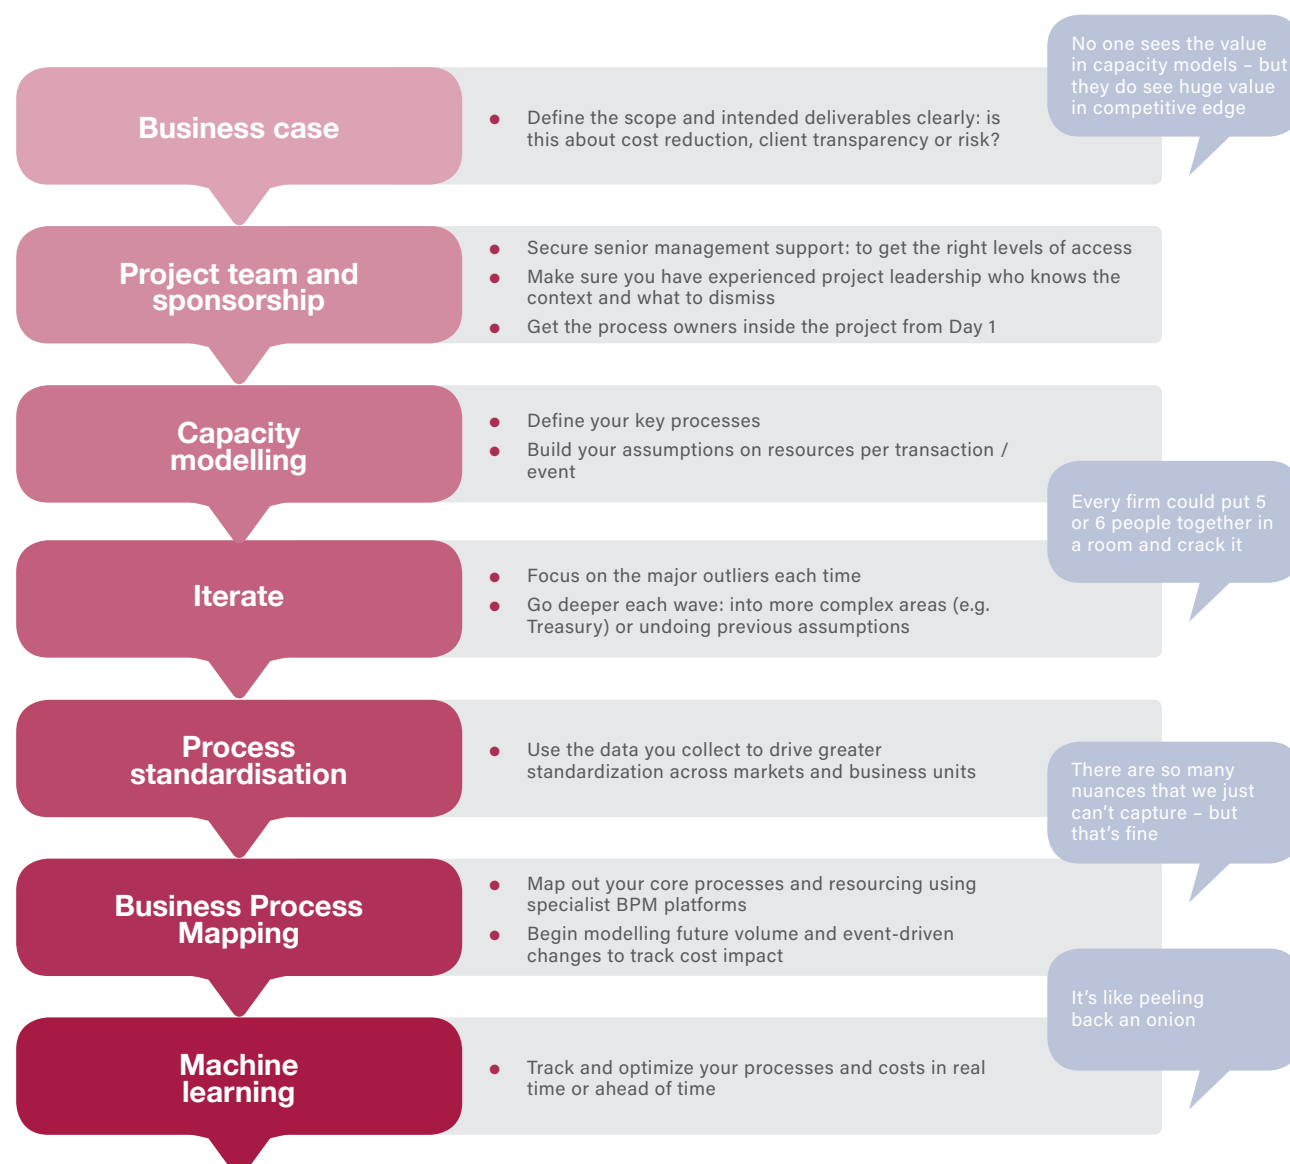 No one sees the value
in capacity models – but
they do see huge value
in competitive edge
Business case
Define the scope and intended deliverables clearly: is
this about cost reduction, client transparency or risk?
Project team and
sponsorship
Secure senior management support: to get the right levels of access
Make sure you have experienced project leadership who knows the
context and what to dismiss
Get the process owners inside the project from Day 1
Capacity
modelling
Define your key processes
Build your assumptions on resources per transaction /
event
Every firm could put 5
or 6 people together in
a room and crack it
Iterate
Focus on the major outliers each time
Go deeper each wave: into more complex areas (e.g.
Treasury) or undoing previous assumptions
Process
standardisation
Use the data you collect to drive greater
standardization across markets and business units
There are so many
nuances that we just
can’t capture – but
that’s fine
Business Process
Mapping
Map out your core processes and resourcing using
specialist BPM platforms
Begin modelling future volume and event-driven
changes to track cost impact
It’s like peeling
back an onion
Machine
learning
Track and optimize your processes and costs in real
time or ahead of time